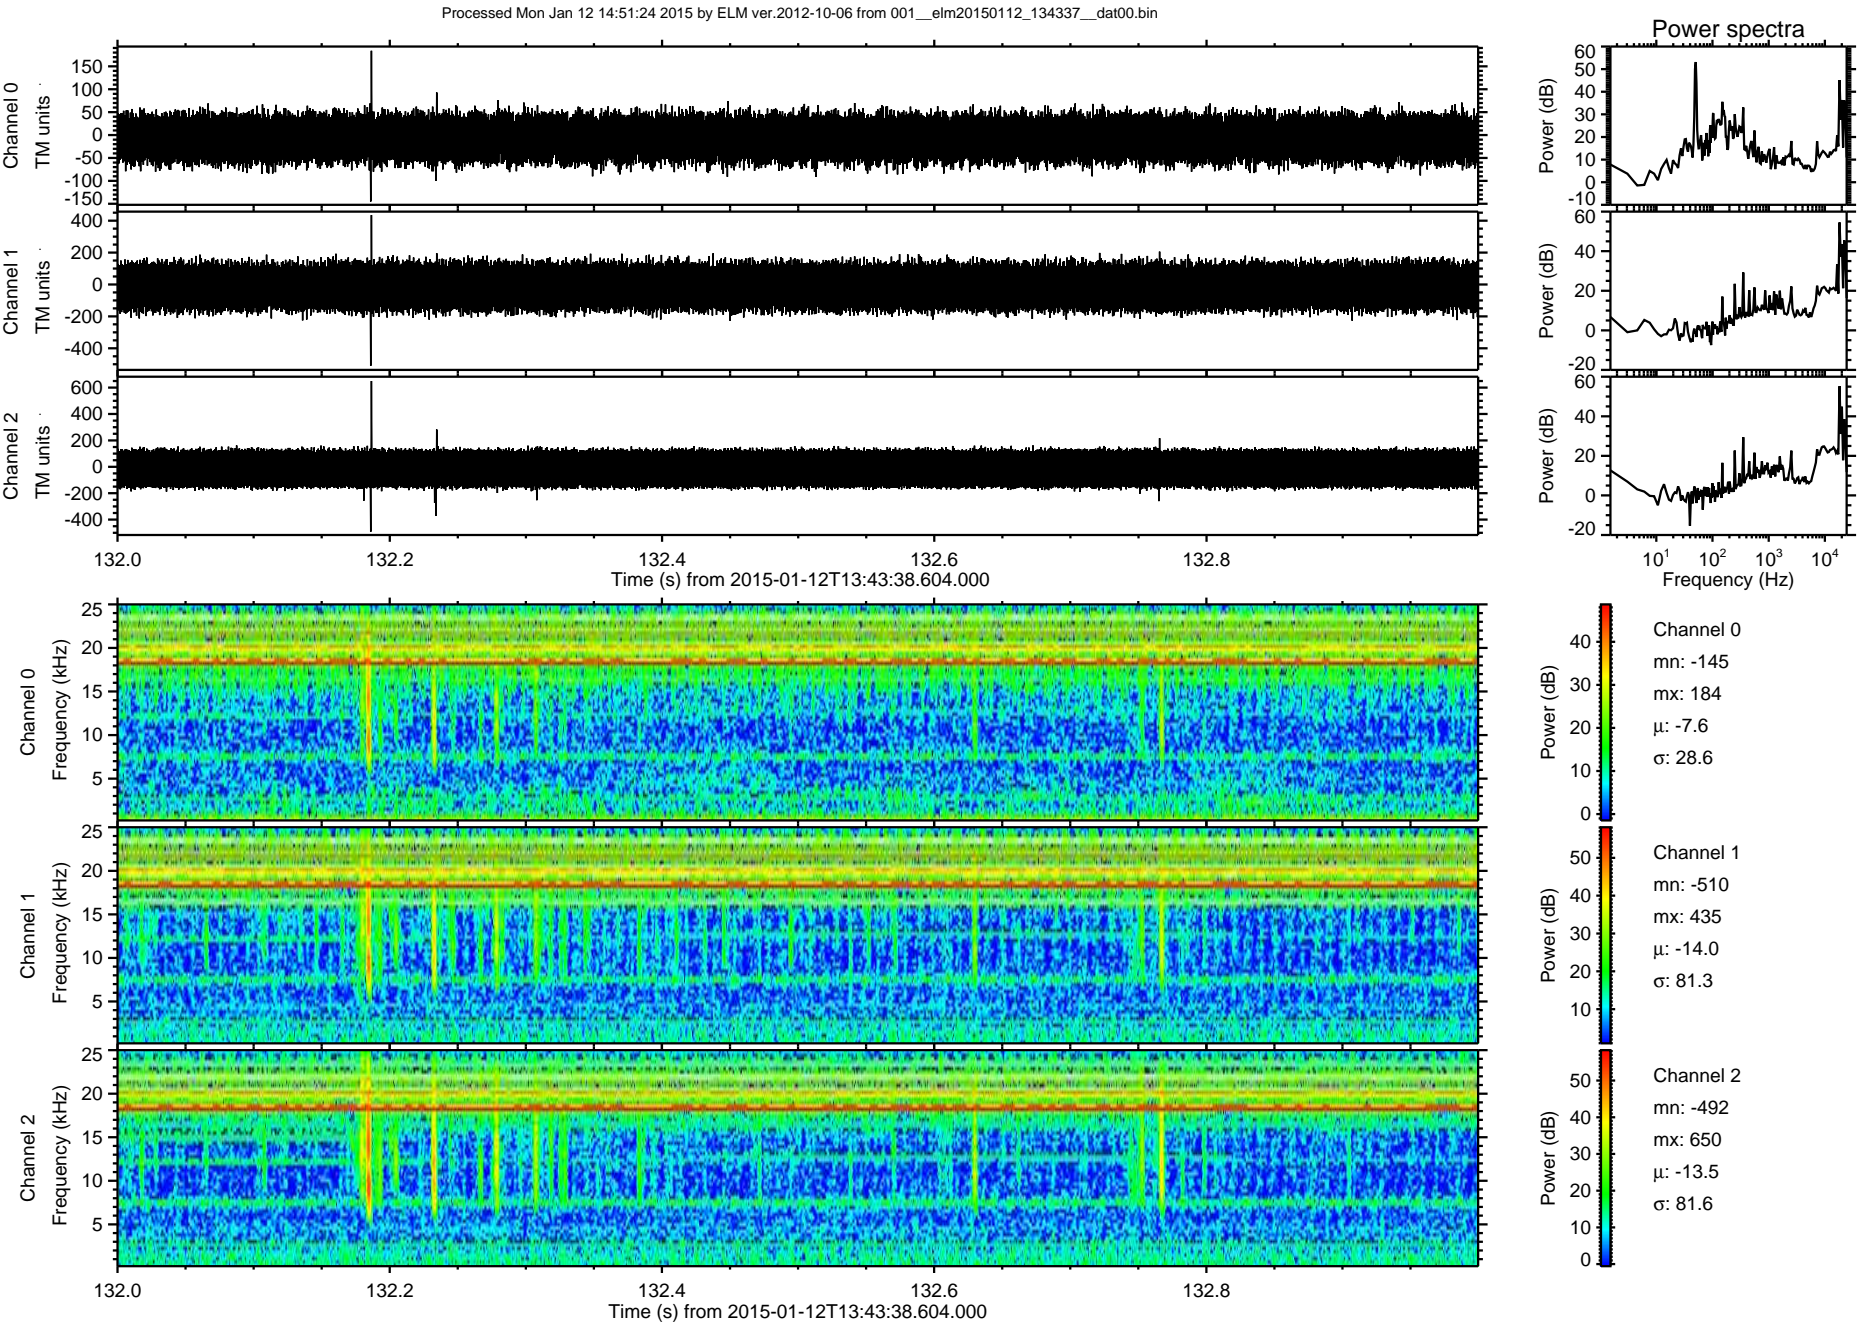 Processed Mon Jan 12 14:51:24 2015 by ELM ver.2012-10-06 from 001__elm20150112_134337__dat00.bin
Power spectra
Channel 0
TM units
150
100
50
0
-50
-100
-150
Power (dB)
60
50
40
30
20
10
0
-10
Channel 1
TM units
400
200
0
-200
-400
Power (dB)
60
40
20
0
-20
Channel 2
TM units
600
400
200
0
-200
-400
Power (dB)
60
40
20
0
-20
132.0 132.2 132.4 132.6 132.8
Time (s) from 2015-01-12T13:43:38.604.000
10^1 10^2 10^3 10^4
Frequency (Hz)
Channel 0
Frequency (kHz)
25
20
15
10
5
Power (dB)
40
30
20
10
0
Channel 0
mn: -145
mx: 184
μ: -7.6
σ: 28.6
Channel 1
Frequency (kHz)
25
20
15
10
5
Power (dB)
50
40
30
20
10
Channel 1
mn: -510
mx: 435
μ: -14.0
σ: 81.3
Channel 2
Frequency (kHz)
25
20
15
10
5
Power (dB)
50
40
30
20
10
0
Channel 2
mn: -492
mx: 650
μ: -13.5
σ: 81.6
132.0 132.2 132.4 132.6 132.8
Time (s) from 2015-01-12T13:43:38.604.000